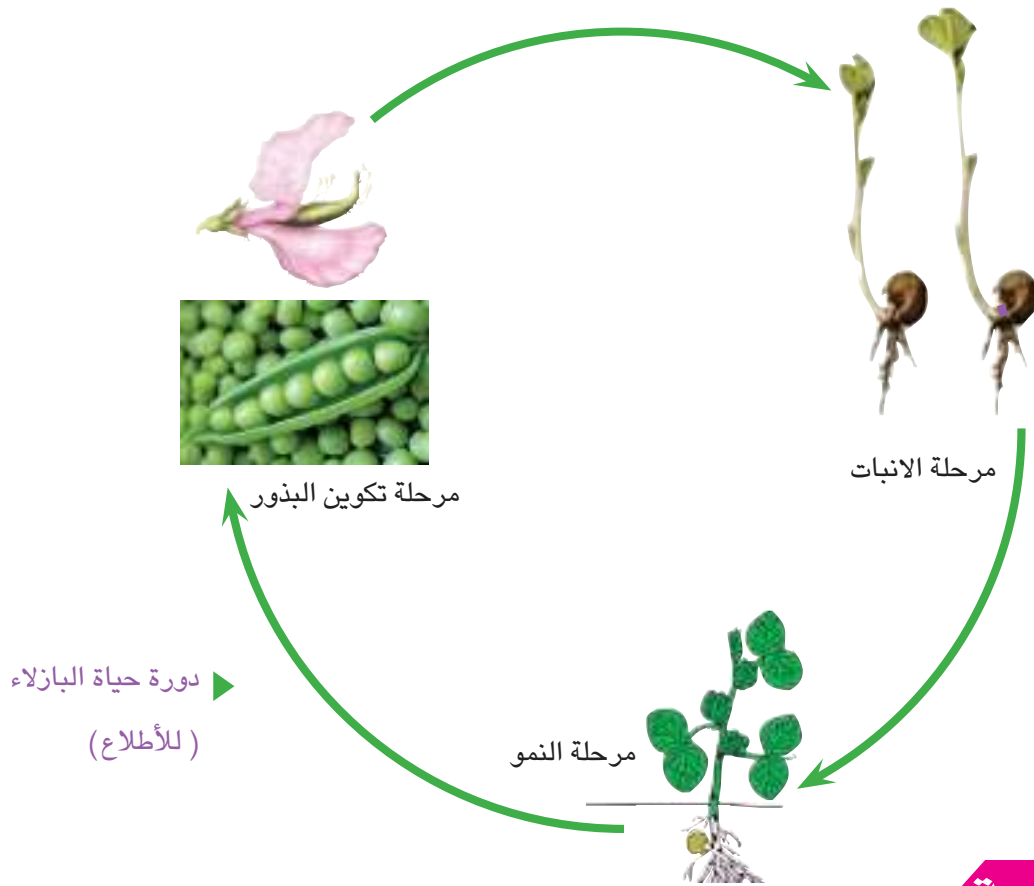 مرحلة الانبات
مرحلة تكوين البذور
دورة حياة البازلاء
( للأطلاع)
مرحلة النمو